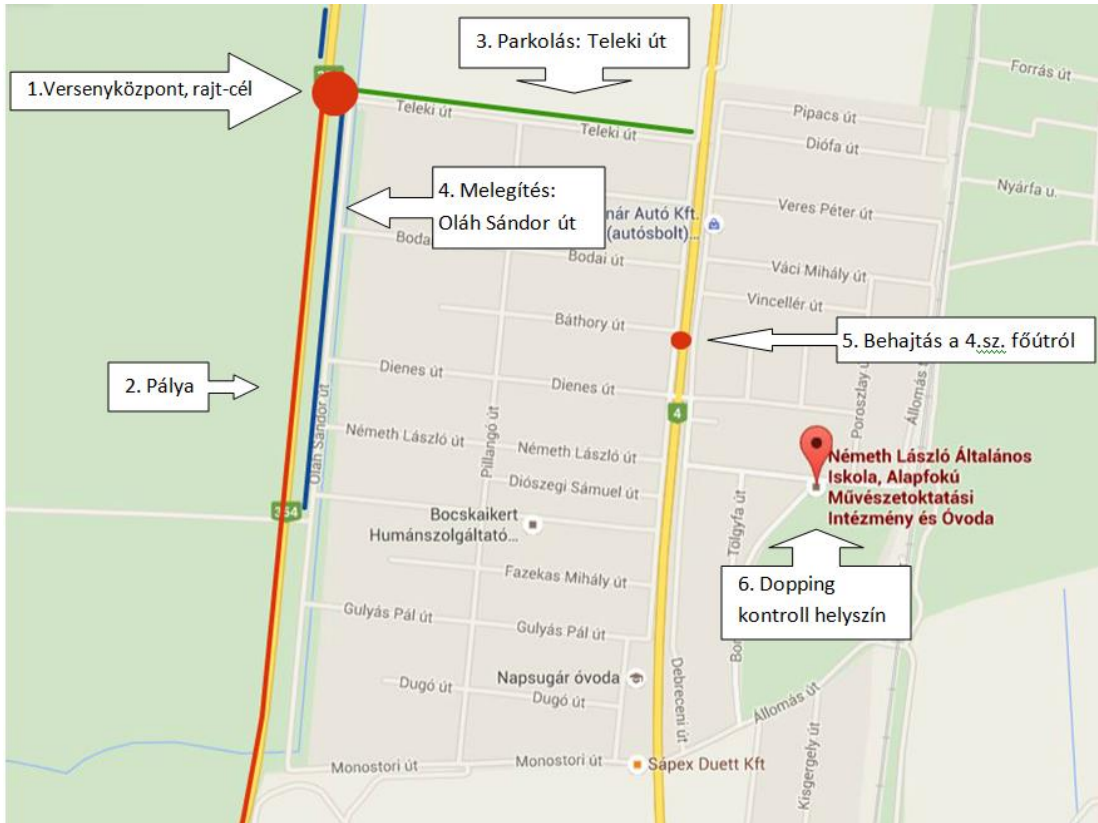 3. Parkolás: Teleki út
1.Versenyközpont, rajt-cél
Forrás út
Teleki út
Teleki út
Pipacs út
Diófa út
Nyárfa u.
4. Melegítés:
Oláh Sándor út
nár Autó Kft.
(autósbolt)...
Veres Péter út
Bodai út
Váci Mihály út
Vincellér út
Báthory út
5. Behajtás a 4.sz. főútról
2. Pálya
Dienes út
Dienes út
4
Poroszlay
Állomás
Oláh Sándor út
Németh László út
Pillangó út
Németh László út
Németh László Általános
Iskola, Alapfokú
Művészetoktatási
Intézmény és Óvoda
Diószegi Sámuel út
Tölgyfa út
354
Bocskaikert
Humánszolgáltató...
Fazekas Mihály út
6. Dopping
kontroll helyszín
Gulyás Pál út
Gulyás Pál út
Napsugár óvoda
Debreceni út
Dugó út
Dugó út
Állomás út
Kisgergely út
Monostori út
Monostori út
Sápex Duett Kft